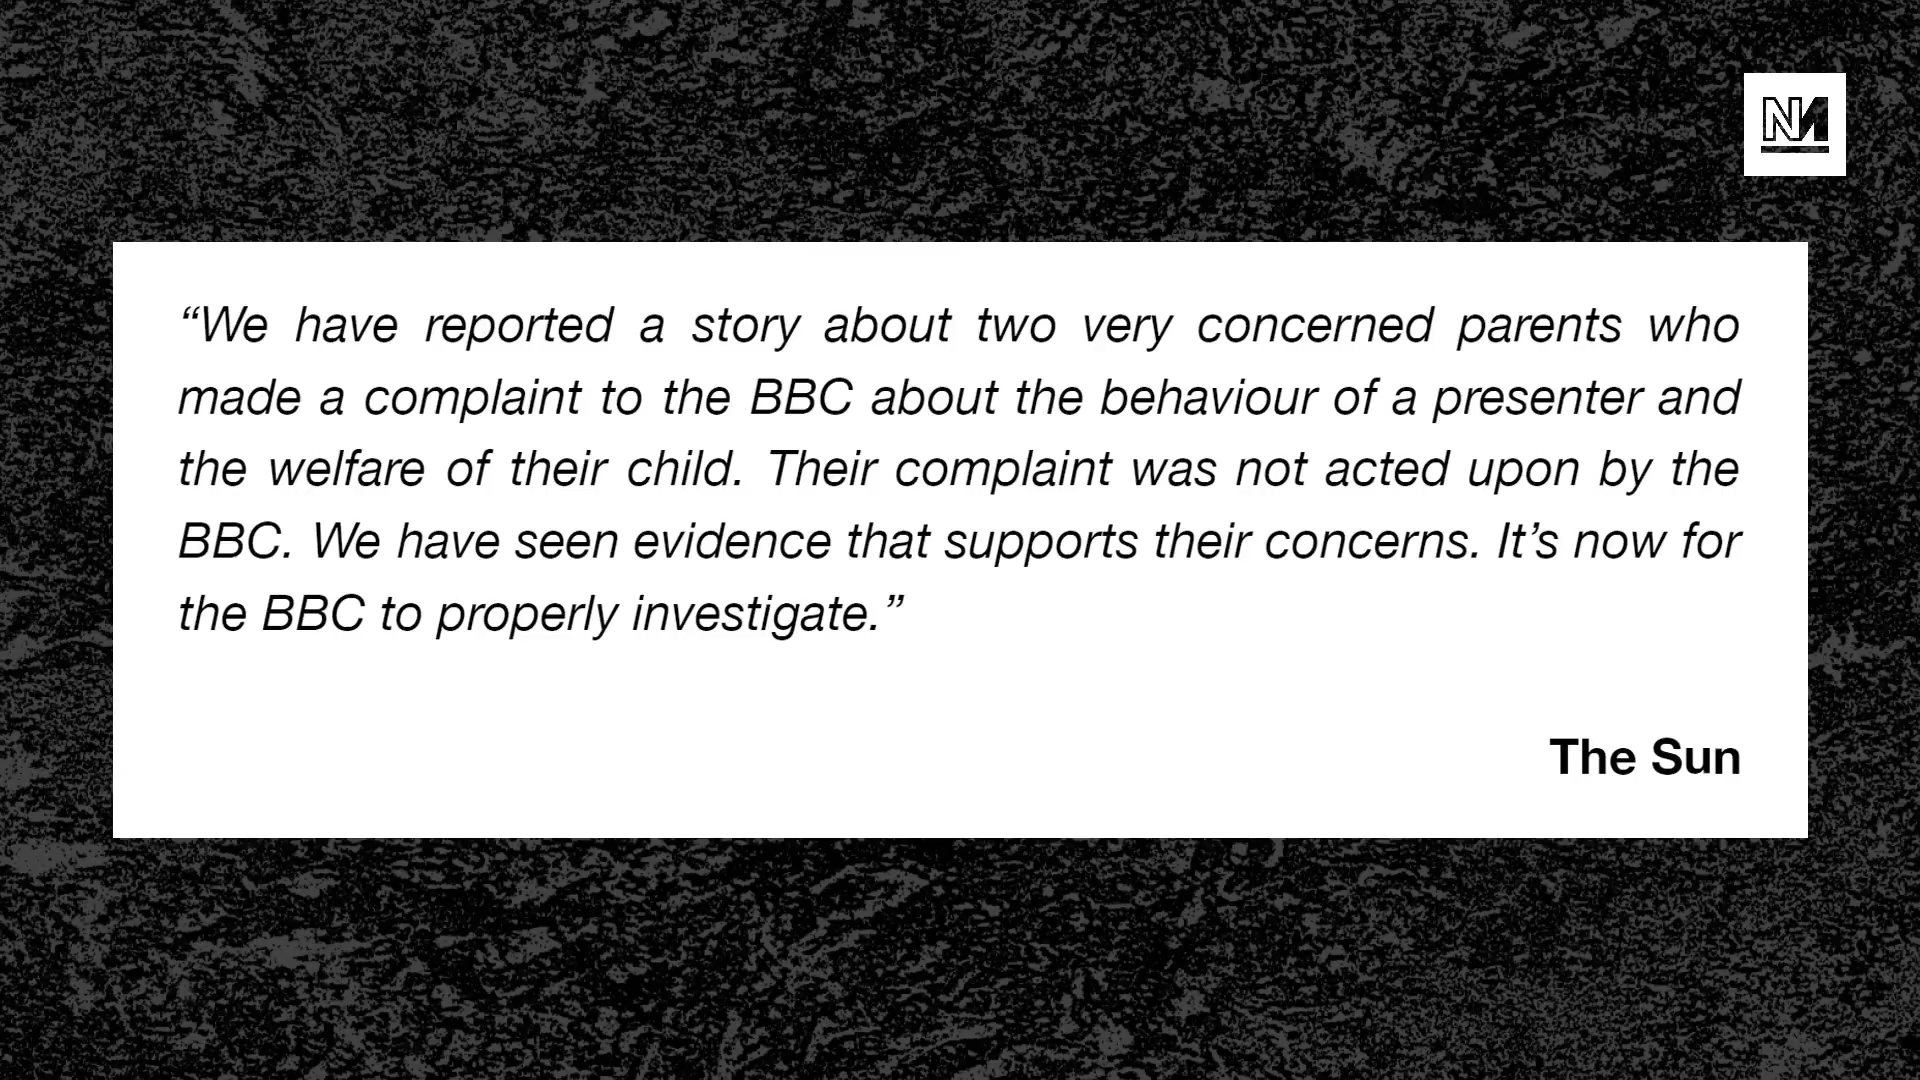 NM
“We have reported a story about two very concerned parents who
made a complaint to the BBC about the behaviour of a presenter and
the welfare of their child. Their complaint was not acted upon by the
BBC. We have seen evidence that supports their concerns. It’s now for
the BBC to properly investigate.”
The Sun